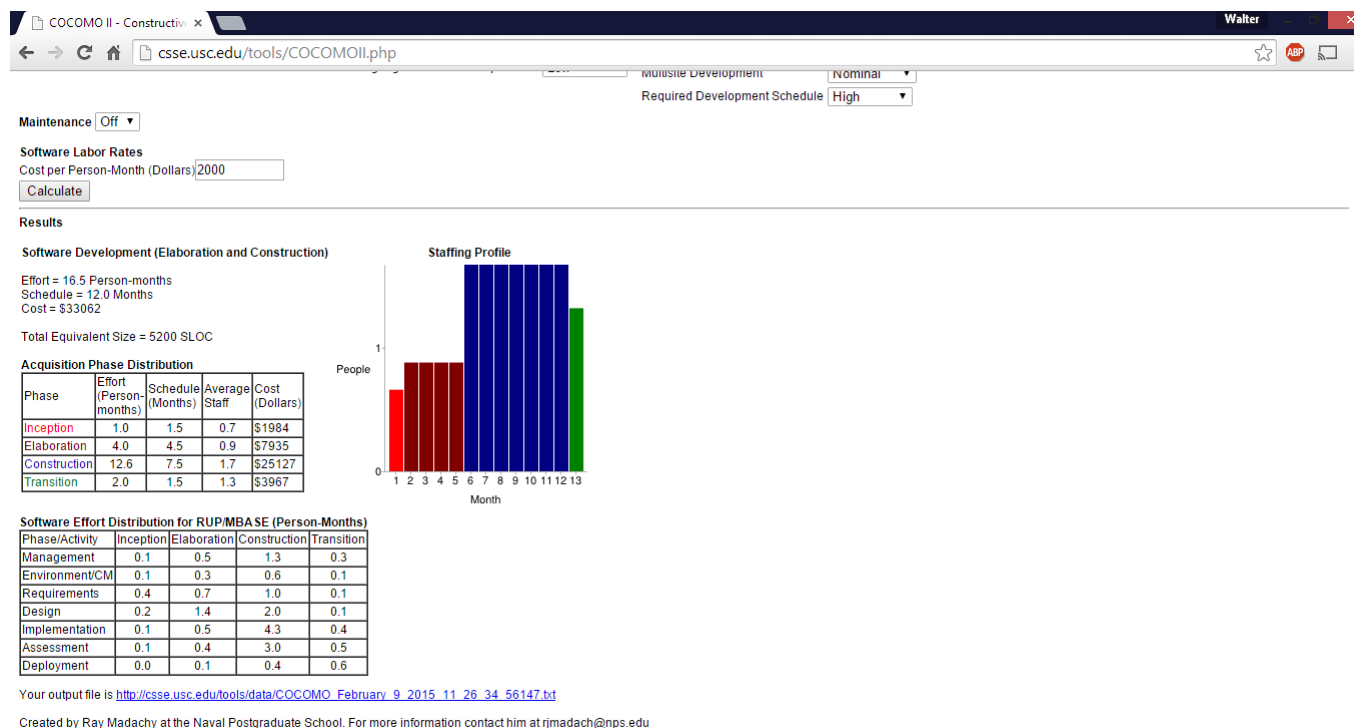 COCOMO II - Constructiv
Walter
csse.usc.edu/tools/COCOMOII.php
ABP
Multisite Development Nominal
Required Development Schedule High
Maintenance Off
Software Labor Rates
Cost per Person-Month (Dollars) 2000
Calculate
Results
Software Development (Elaboration and Construction)
Effort = 16.5 Person-months
Schedule = 12.0 Months
Cost = $33062
Total Equivalent Size = 5200 SLOC
Acquisition Phase Distribution
Phase Effort (Person-months) Schedule (Months) Average Staff Cost (Dollars)
Inception 1.0 1.5 0.7 $1984
Elaboration 4.0 4.5 0.9 $7935
Construction 12.6 7.5 1.7 $25127
Transition 2.0 1.5 1.3 $3967
Staffing Profile
1
People
0
1 2 3 4 5 6 7 8 9 10 11 12 13
Month
Software Effort Distribution for RUP/MBASE (Person-Months)
Phase/Activity Inception Elaboration Construction Transition
Management 0.1 0.5 1.3 0.3
Environment/CM 0.1 0.3 0.6 0.1
Requirements 0.4 0.7 1.0 0.1
Design 0.2 1.4 2.0 0.1
Implementation 0.1 0.5 4.3 0.4
Assessment 0.1 0.4 3.0 0.5
Deployment 0.0 0.1 0.4 0.6
Your output file is http://csse.usc.edu/tools/data/COCOMO_February_9_2015_11_26_34_56147.txt
Created by Ray Madachy at the Naval Postgraduate School. For more information contact him at rjmadach@nps.edu